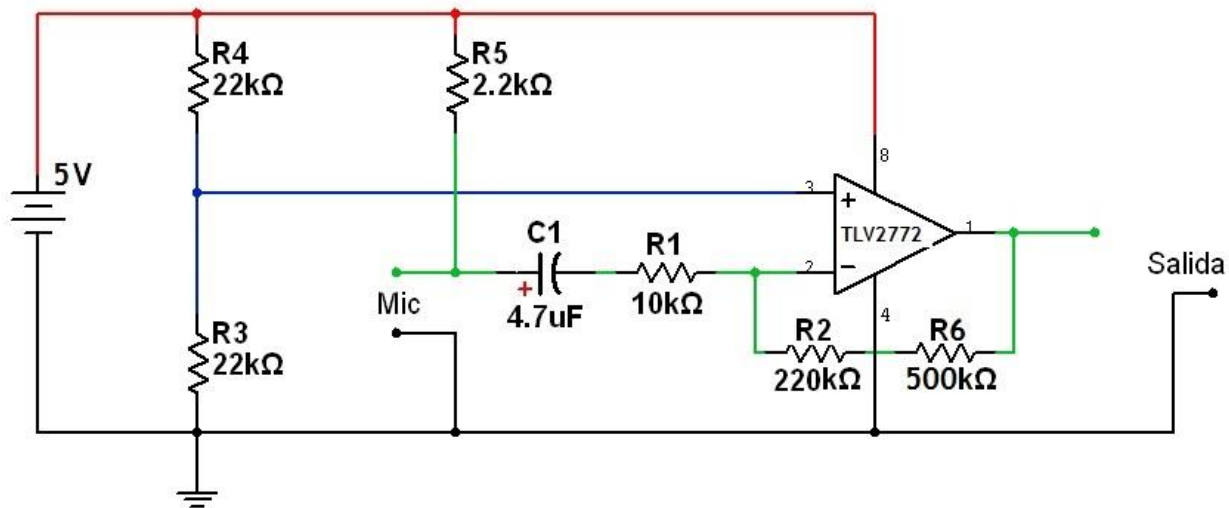 R4
22kΩ
R5
2.2kΩ
5V
8
3
+
TLV2772
1
C1
R1
2
−
Salida
+
Mic
4.7uF
10kΩ
4
R3
22kΩ
R2
R6
220kΩ
500kΩ